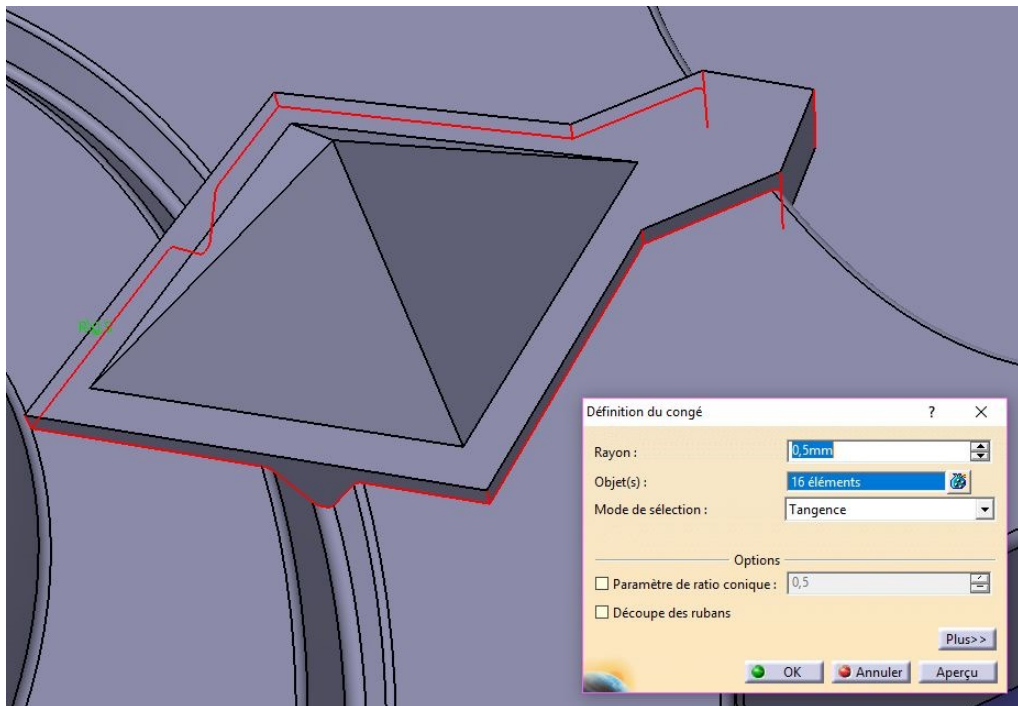 Définition du congé ? X
Rayon : 0,5mm
Objet(s) : 16 éléments
Mode de sélection : Tangence
Options
Paramètre de ratio conique : 0,5
Découpe des rubans
Plus>>
OK Annuler Aperçu